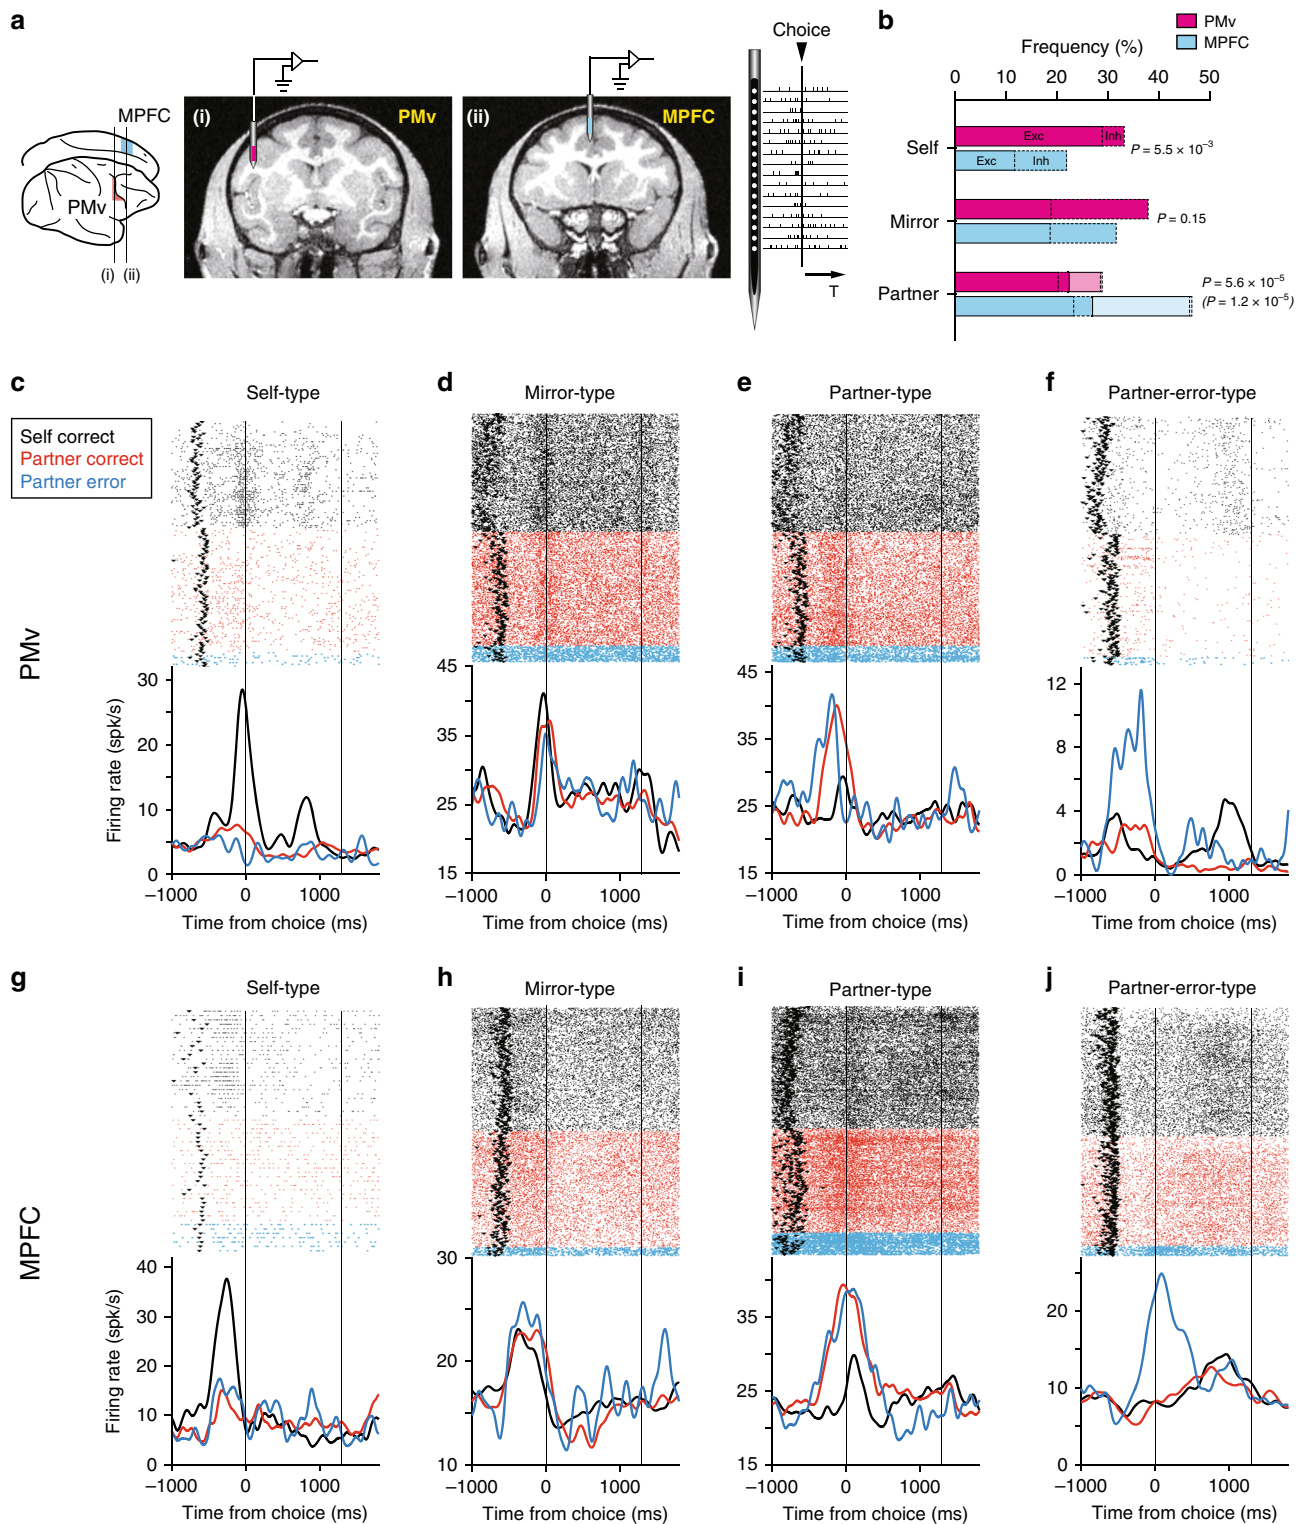 a
MPFC
PMv
(i)
(ii)
(i)
PMv
(ii)
MPFC
Choice
T
b
PMv
MPFC
Frequency (%)
0 10 20 30 40 50
Self
Exc
Inh
Exc
Inh
P = 5.5 × 10⁻³
Mirror
P = 0.15
Partner
P = 5.6 × 10⁻⁵
(P = 1.2 × 10⁻⁵)
c
Self-type
d
Mirror-type
e
Partner-type
f
Partner-error-type
Self correct
Partner correct
Partner error
PMv
Firing rate (spk/s)
30
20
10
0
–1000 0 1000
Time from choice (ms)
45
35
25
15
–1000 0 1000
Time from choice (ms)
45
35
25
15
–1000 0 1000
Time from choice (ms)
12
8
4
0
–1000 0 1000
Time from choice (ms)
g
Self-type
h
Mirror-type
i
Partner-type
j
Partner-error-type
MPFC
Firing rate (spk/s)
40
30
20
10
0
–1000 0 1000
Time from choice (ms)
30
20
10
–1000 0 1000
Time from choice (ms)
35
25
15
–1000 0 1000
Time from choice (ms)
20
10
0
–1000 0 1000
Time from choice (ms)